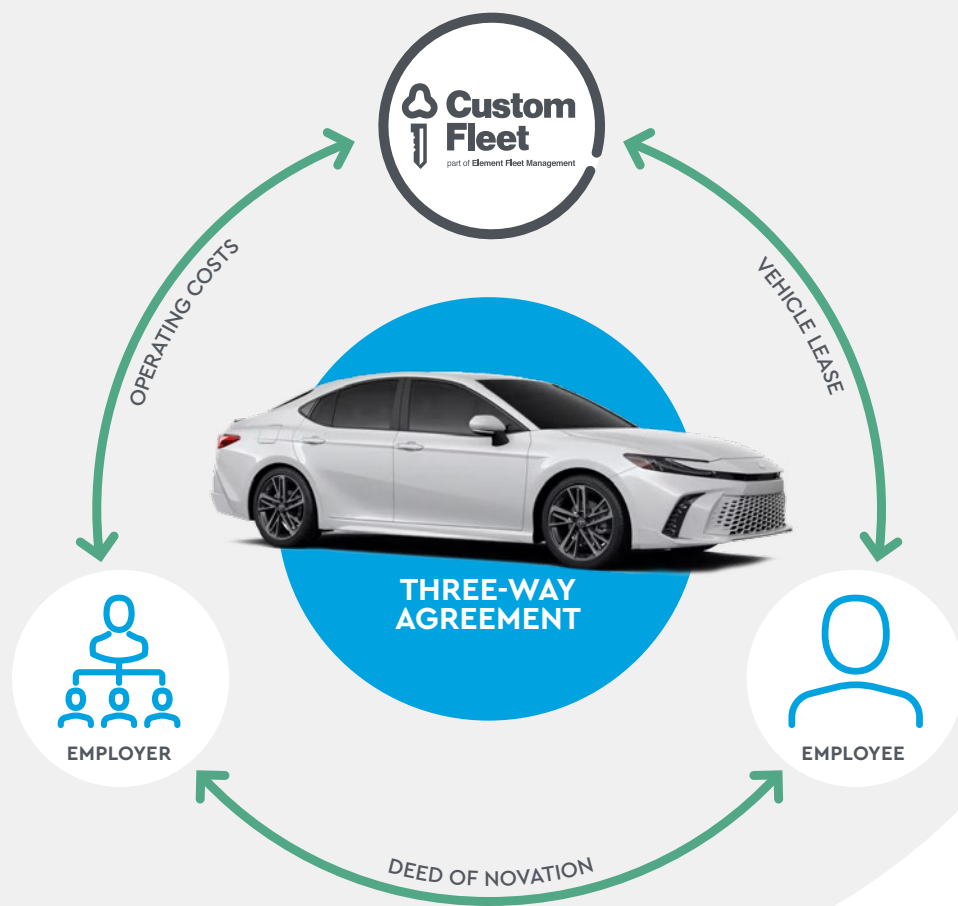 Custom
Fleet
part of Element Fleet Management
OPERATING COSTS
VEHICLE LEASE
THREE-WAY
AGREEMENT
EMPLOYER
EMPLOYEE
DEED OF NOVATION